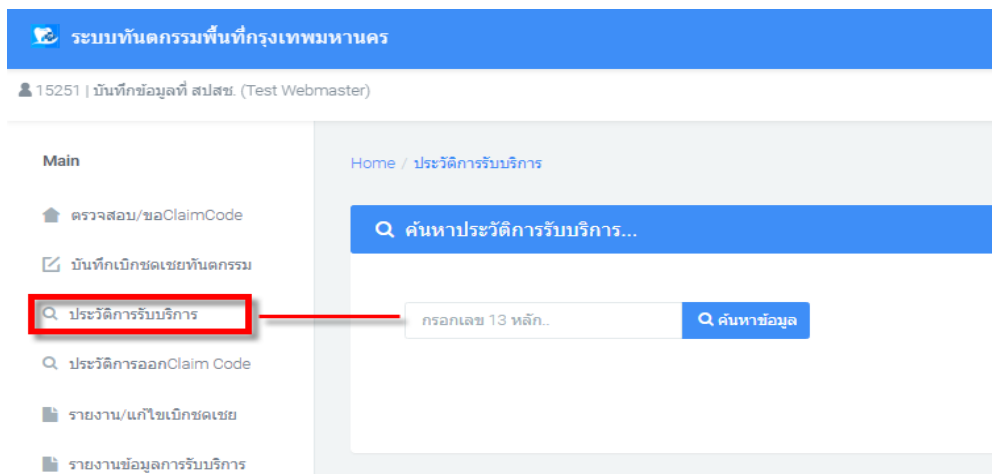 ระบบทันตกรรมพื้นที่กรุงเทพมหานคร
15251 | บันทึกข้อมูลที่ สปสช. (Test Webmaster)
Main
Home / ประวัติการรับบริการ
ตรวจสอบ/ขอClaimCode
ค้นหาประวัติการรับบริการ...
บันทึกเบิกชดเชยทันตกรรม
ประวัติการรับบริการ
กรอกเลข 13 หลัก..
ค้นหาข้อมูล
ประวัติการออกClaim Code
รายงาน/แก้ไขเบิกชดเชย
รายงานข้อมูลการรับบริการ